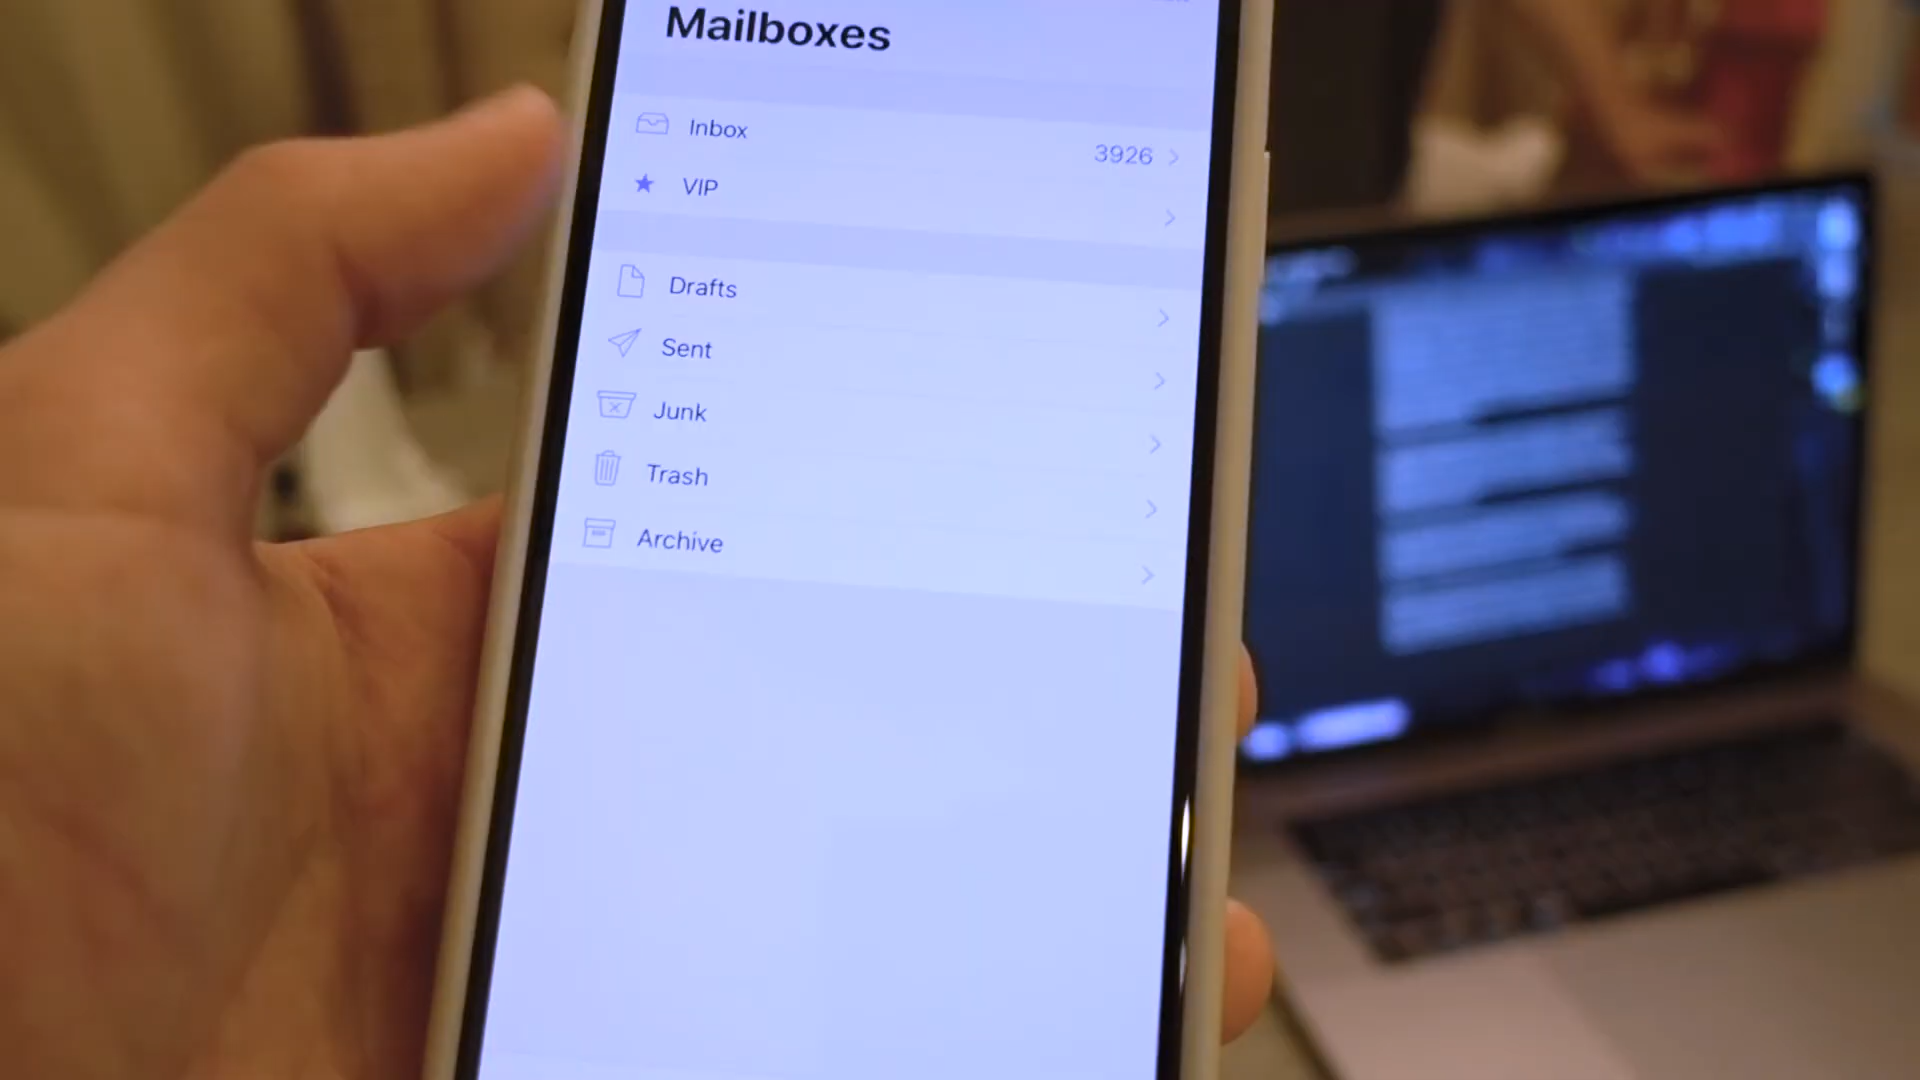 Mailboxes
Inbox 3926
VIP
Drafts
Sent
Junk
Trash
Archive